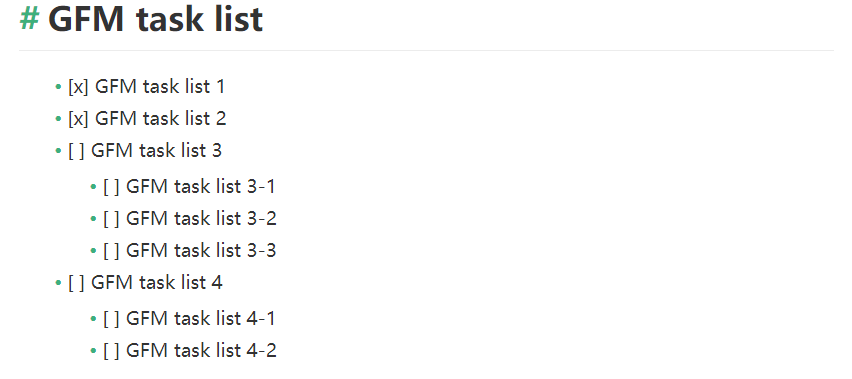 # GFM task list
• [x] GFM task list 1
• [x] GFM task list 2
• [ ] GFM task list 3
• [ ] GFM task list 3-1
• [ ] GFM task list 3-2
• [ ] GFM task list 3-3
• [ ] GFM task list 4
• [ ] GFM task list 4-1
• [ ] GFM task list 4-2